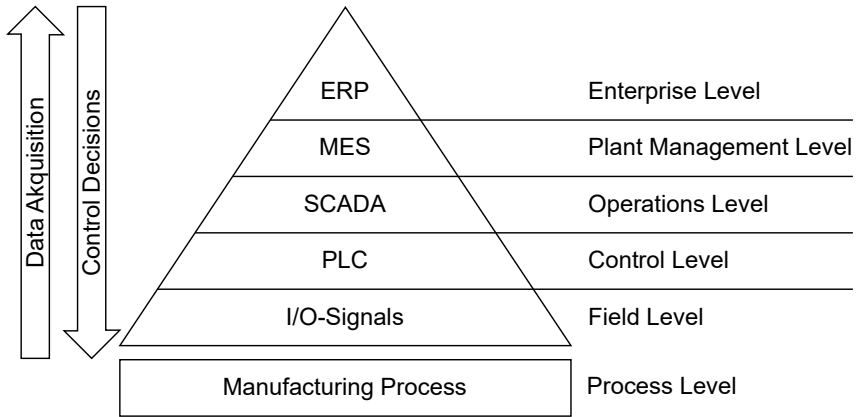 Data Akquisition
Control Decisions
ERP
Enterprise Level
MES
Plant Management Level
SCADA
Operations Level
PLC
Control Level
I/O-Signals
Field Level
Manufacturing Process
Process Level